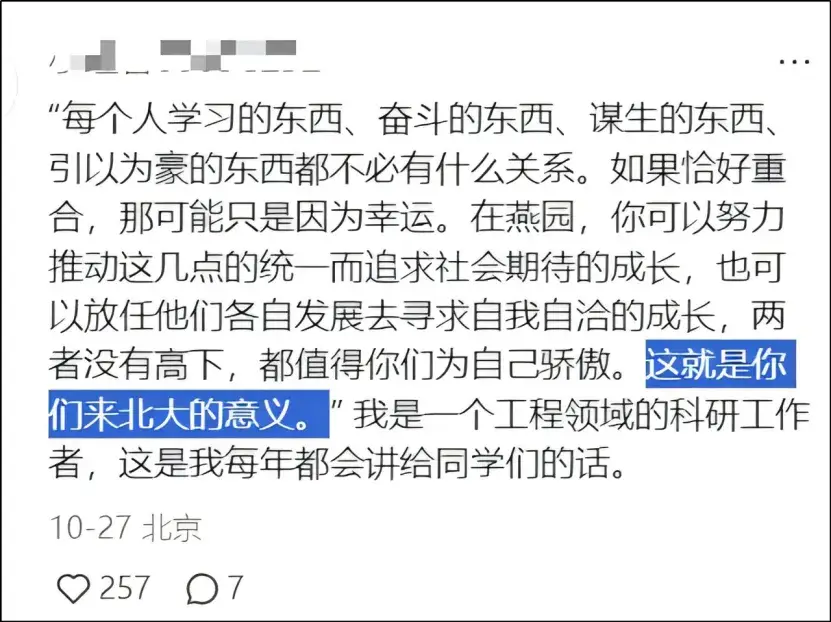 “每个人学习的东西、奋斗的东西、谋生的东西、
引以为豪的东西都不必有什么关系。如果恰好重
合，那可能只是因为幸运。在燕园，你可以努力
推动这几点的统一而追求社会期待的成长，也可
以放任他们各自发展去寻求自我自洽的成长，两
者没有高下，都值得你们为自己骄傲。这就是你
们来北大的意义。” 我是一个工程领域的科研工作
者，这是我每年都会讲给同学们的话。
10-27 北京
257 7